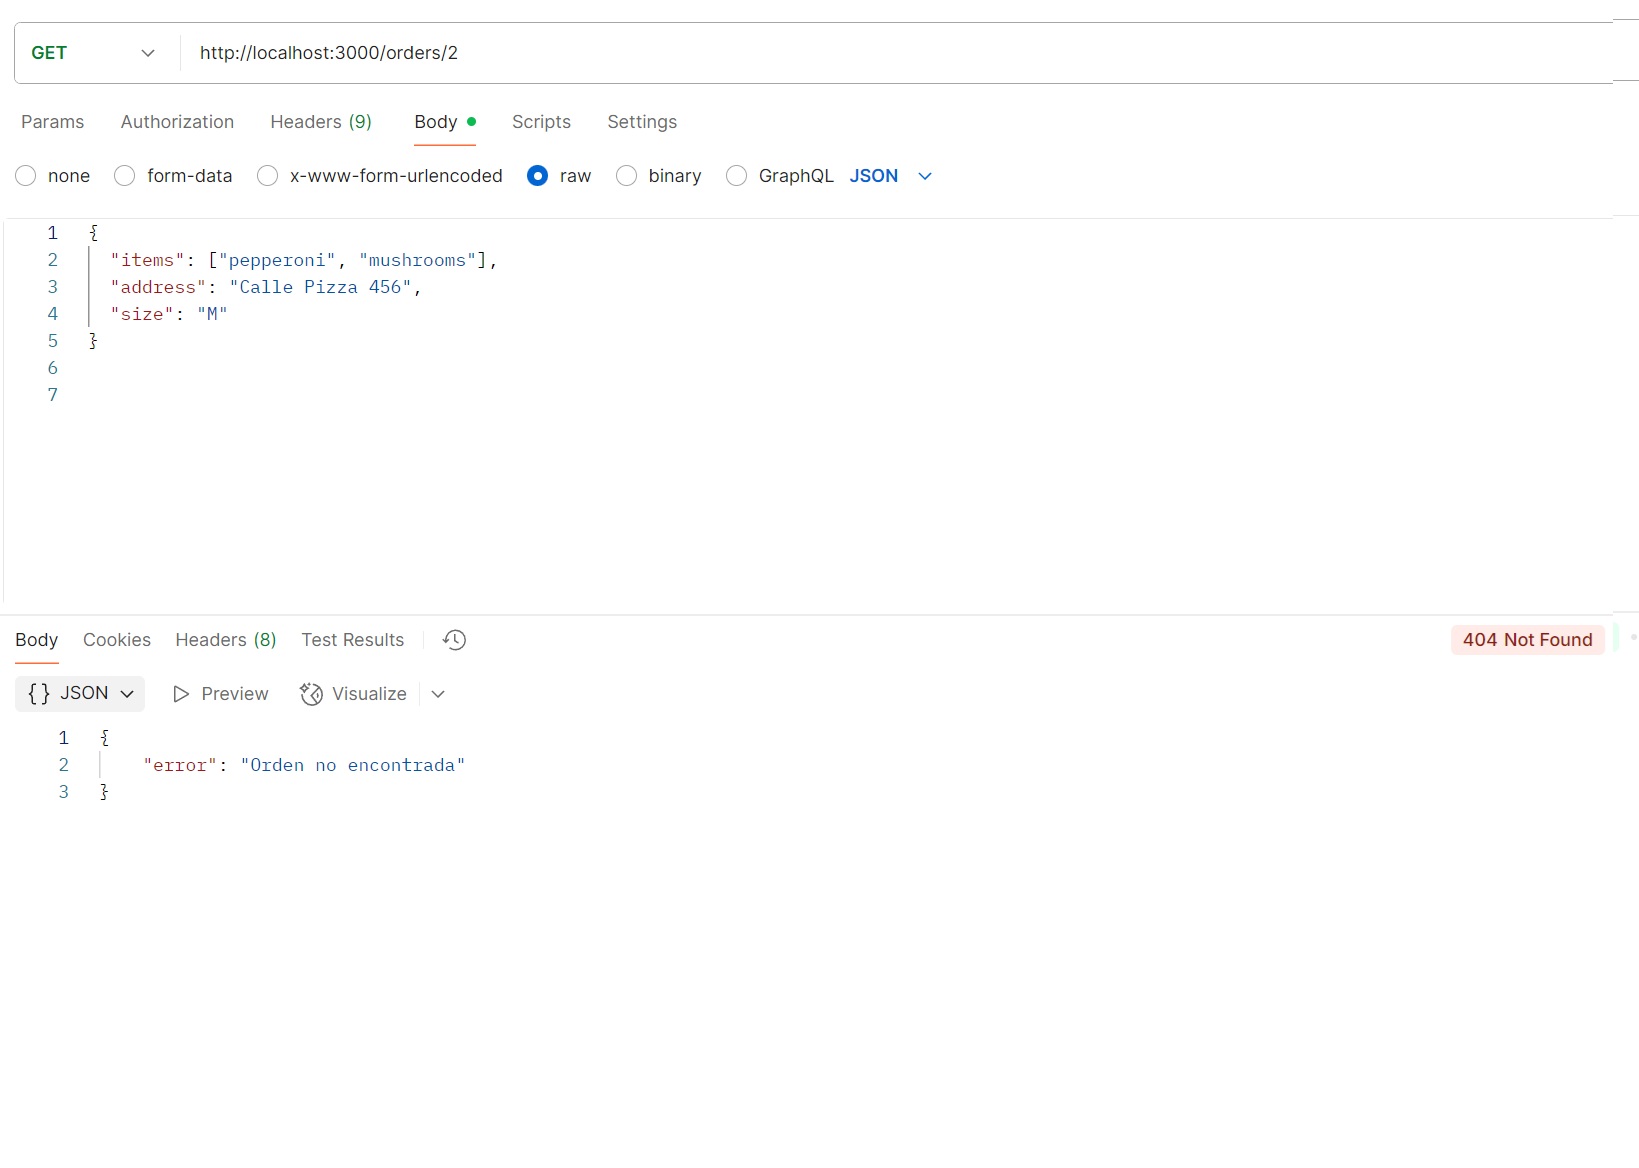 GET http://localhost:3000/orders/2
Params Authorization Headers (9) Body Scripts Settings
none form-data x-www-form-urlencoded raw binary GraphQL JSON
1 {
2 "items": ["pepperoni", "mushrooms"],
3 "address": "Calle Pizza 456",
4 "size": "M"
5 }
6
7
Body Cookies Headers (8) Test Results 404 Not Found
{} JSON Preview Visualize
1 {
2 "error": "Orden no encontrada"
3 }